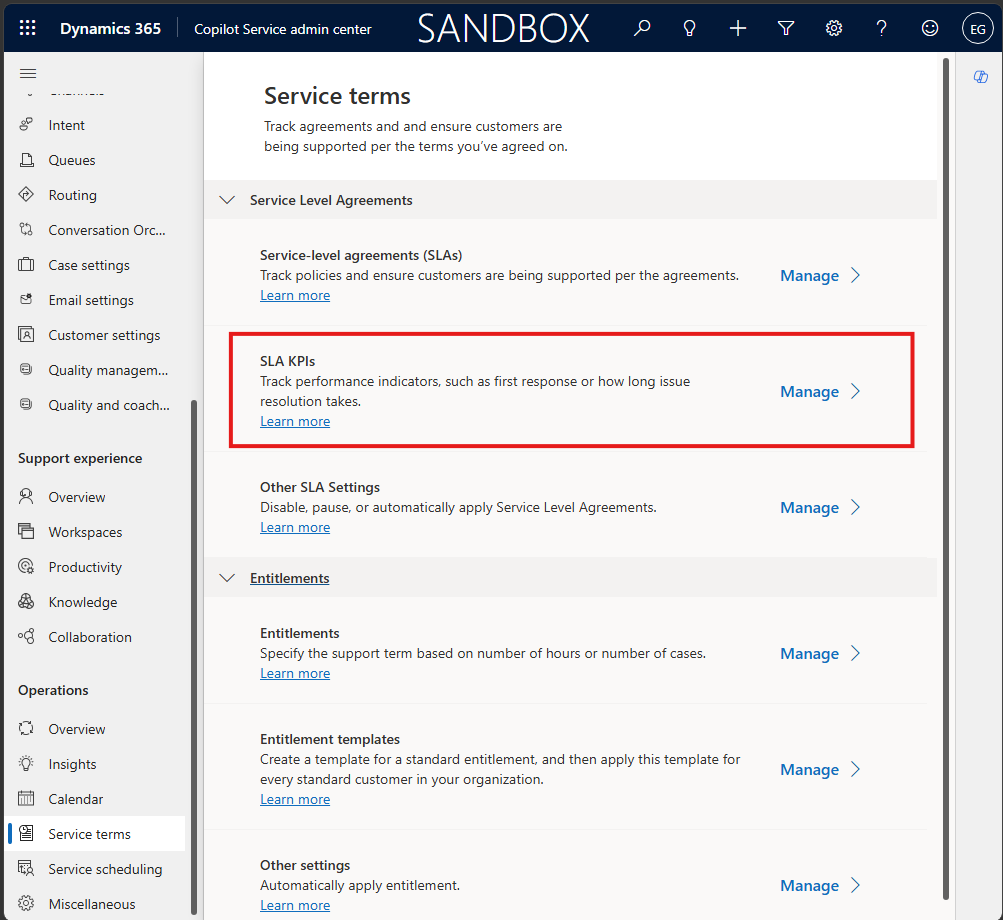 Dynamics 365
Copilot Service admin center
SANDBOX
EG
Intent
Queues
Routing
Conversation Orc...
Case settings
Email settings
Customer settings
Quality managem...
Quality and coach...
Support experience
Overview
Workspaces
Productivity
Knowledge
Collaboration
Operations
Overview
Insights
Calendar
Service terms
Service scheduling
Miscellaneous
Service terms
Track agreements and and ensure customers are
being supported per the terms you've agreed on.
Service Level Agreements
Service-level agreements (SLAs)
Track policies and ensure customers are being supported per the agreements.
Learn more
Manage
SLA KPIs
Track performance indicators, such as first response or how long issue
resolution takes.
Learn more
Manage
Other SLA Settings
Disable, pause, or automatically apply Service Level Agreements.
Learn more
Manage
Entitlements
Entitlements
Specify the support term based on number of hours or number of cases.
Learn more
Manage
Entitlement templates
Create a template for a standard entitlement, and then apply this template for
every standard customer in your organization.
Learn more
Manage
Other settings
Automatically apply entitlement.
Learn more
Manage